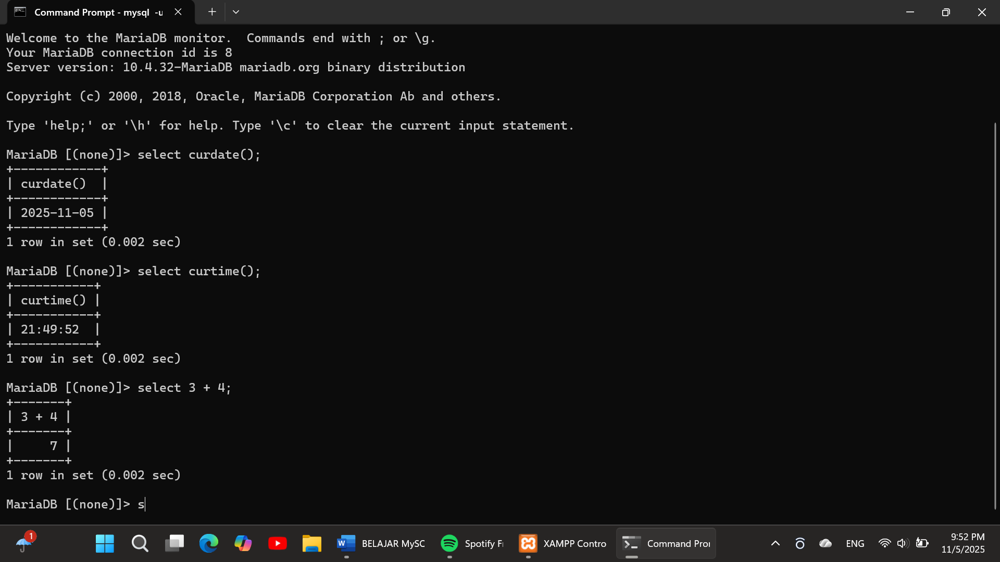 Command Prompt - mysql -u
Welcome to the MariaDB monitor.  Commands end with ; or \g.
Your MariaDB connection id is 8
Server version: 10.4.32-MariaDB mariadb.org binary distribution

Copyright (c) 2000, 2018, Oracle, MariaDB Corporation Ab and others.

Type 'help;' or '\h' for help. Type '\c' to clear the current input statement.

MariaDB [(none)]> select curdate();
+------------+
| curdate()  |
+------------+
| 2025-11-05 |
+------------+
1 row in set (0.002 sec)

MariaDB [(none)]> select curtime();
+-----------+
| curtime() |
+-----------+
| 21:49:52  |
+-----------+
1 row in set (0.002 sec)

MariaDB [(none)]> select 3 + 4;
+-------+
| 3 + 4 |
+-------+
|     7 |
+-------+
1 row in set (0.002 sec)

MariaDB [(none)]> s
1
BELAJAR MySC
Spotify Fr
XAMPP Contro
Command Pror
ENG
9:52 PM
11/5/2025